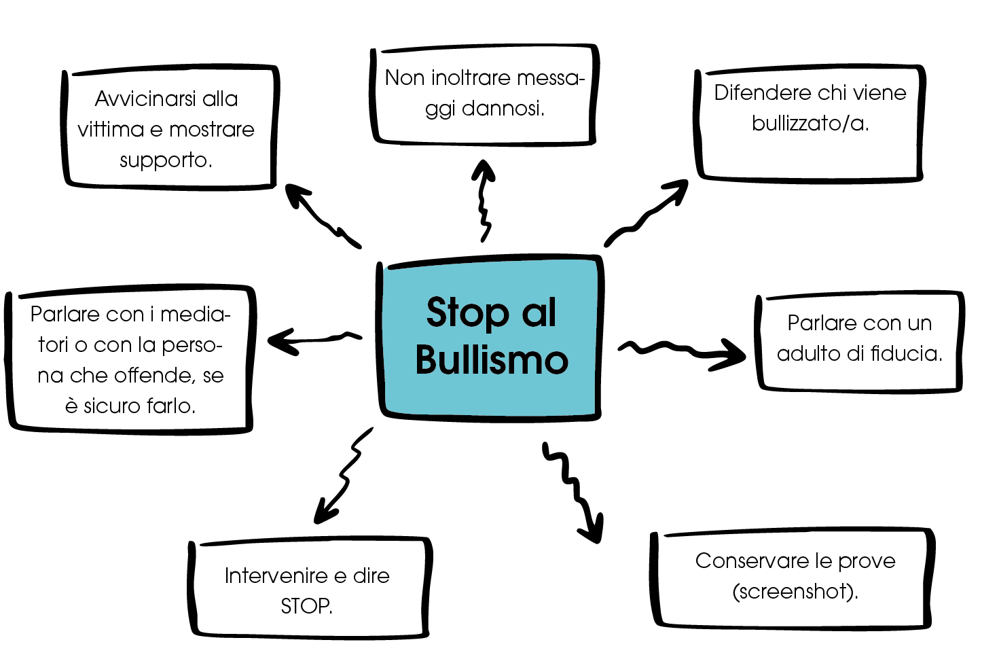 Avvicinarsi alla
vittima e mostrare
supporto.
Non inoltrare messa-
ggi dannosi.
Difendere chi viene
bullizzato/a.
Parlare con i media-
tori o con la perso-
na che offende, se
è sicuro farlo.
Stop al
Bullismo
Parlare con un
adulto di fiducia.
Intervenire e dire
STOP.
Conservare le prove
(screenshot).